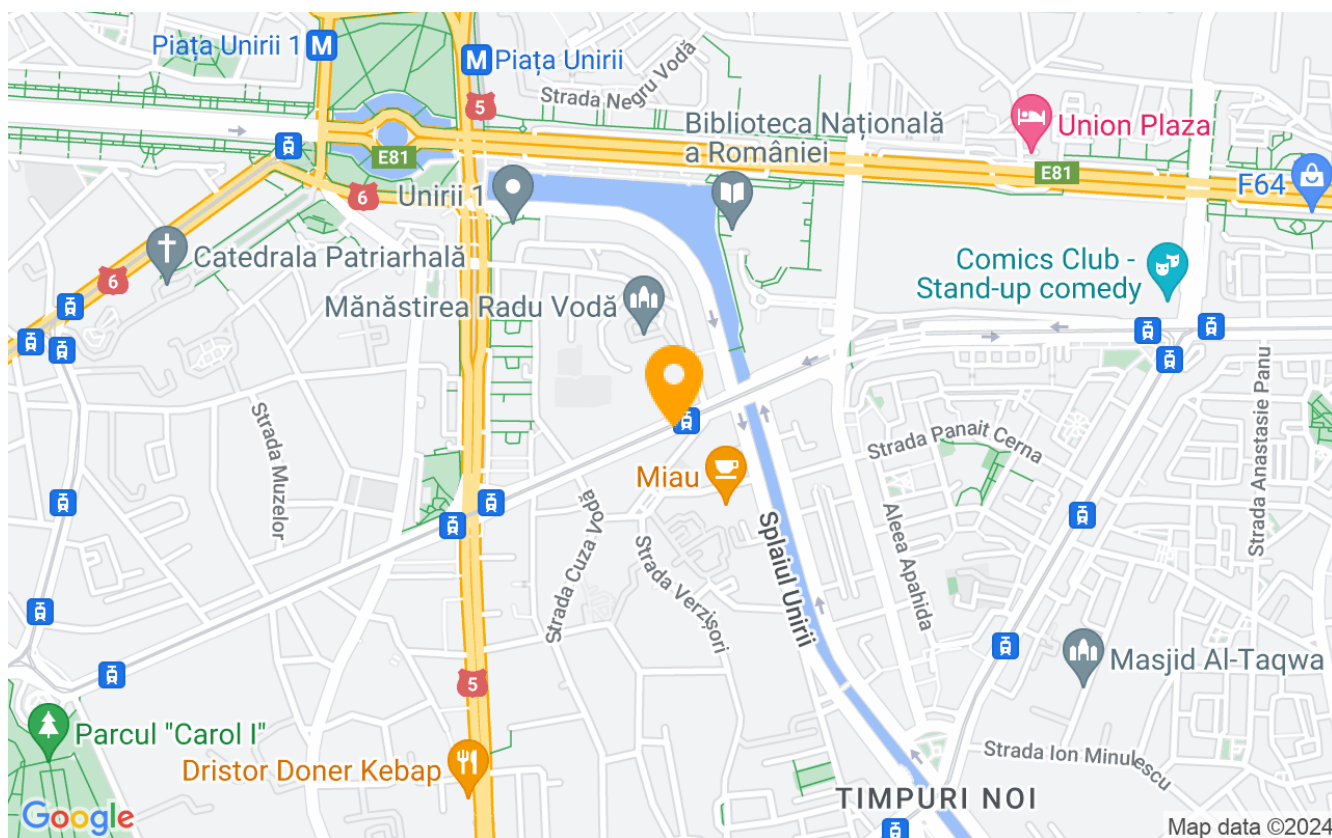 Piața Unirii 1
M
M
Piața Unirii
5
Strada Negru Vodă
Biblioteca Națională
a României
Union Plaza
E81
E81
F64
6
Unirii 1
6
Catedrala Patriarhală
Comics Club -
Stand-up comedy
Mănăstirea Radu Vodă
Strada Muzelor
Strada Panait Cerna
Strada Anastasie Panu
Miau
Strada Cuza Vodă
Splaiul Unirii
Aleea Apahida
Strada Verzișori
Masjid Al-Taqwa
5
Parcul "Carol I"
Dristor Doner Kebap
Strada Ion Minulescu
TIMPURI NOI
Google
Map data ©2024